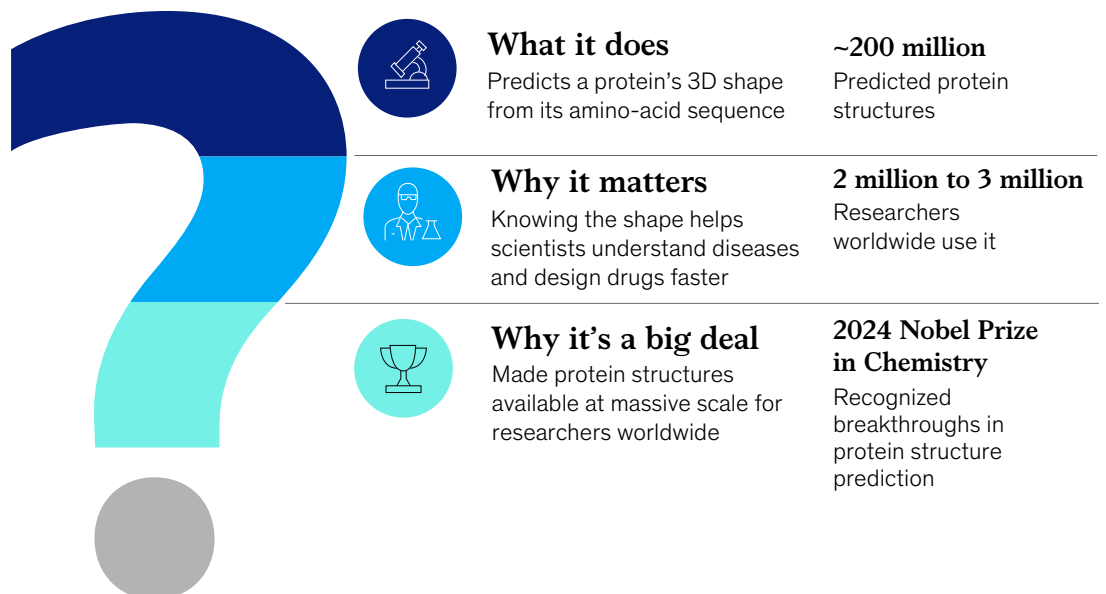 What it does
Predicts a protein’s 3D shape
from its amino-acid sequence
~200 million
Predicted protein
structures
Why it matters
Knowing the shape helps
scientists understand diseases
and design drugs faster
2 million to 3 million
Researchers
worldwide use it
Why it’s a big deal
Made protein structures
available at massive scale for
researchers worldwide
2024 Nobel Prize
in Chemistry
Recognized
breakthroughs in
protein structure
prediction